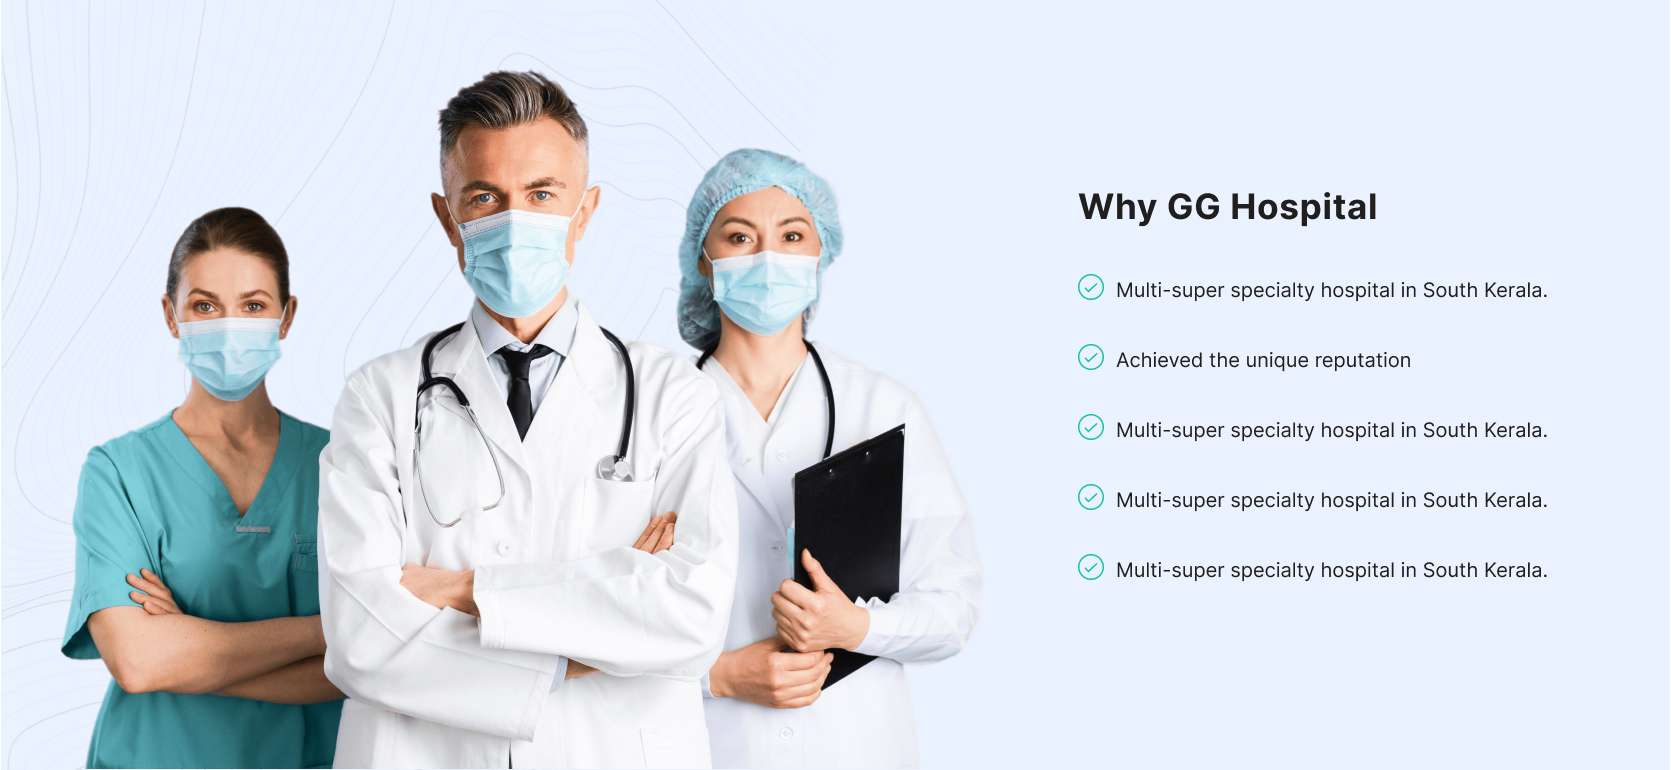 Why GG Hospital
Multi-super specialty hospital in South Kerala.
Achieved the unique reputation
Multi-super specialty hospital in South Kerala.
Multi-super specialty hospital in South Kerala.
Multi-super specialty hospital in South Kerala.